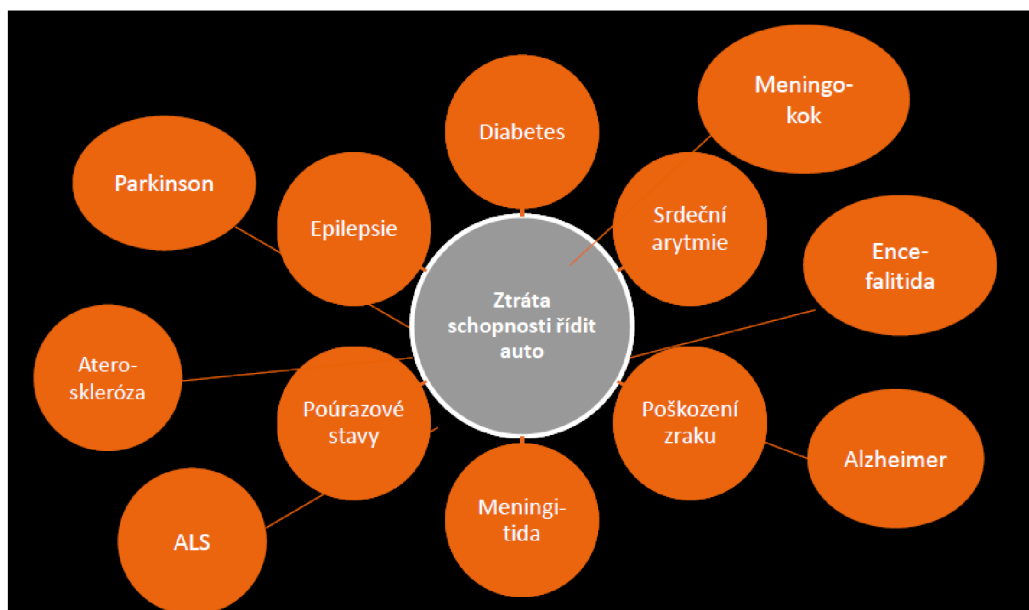 Meningo-
kok
Diabetes
Parkinson
Epilepsie
Srdeční
arytmie
Ence-
falitida
Ztráta
schopnosti řídit
auto
Atero-
skleróza
Poúrazové
stavy
Poškození
zraku
Alzheimer
Meningi-
tida
ALS